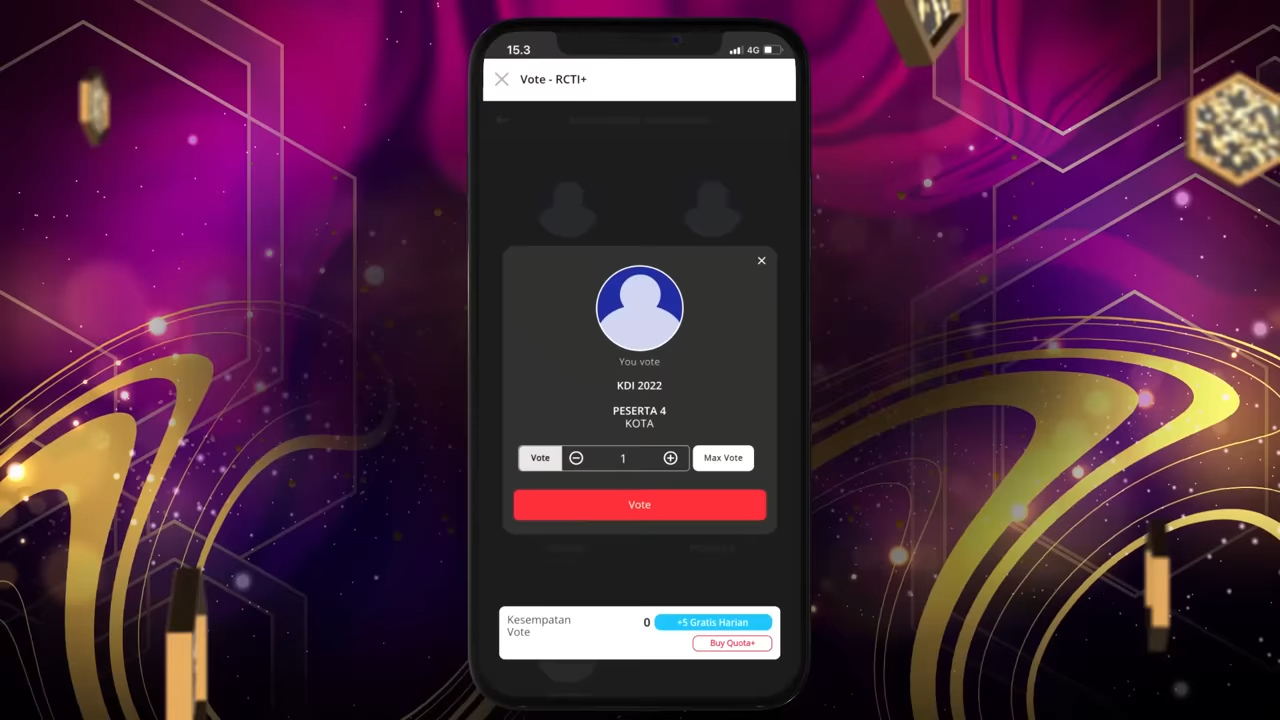 15.3
4G
Vote - RCTI+
You vote
KDI 2022
PESERTA 4
KOTA
Vote 1 Max Vote
Vote
Kesempatan Vote 0 +5 Gratis Harian
Buy Quota+